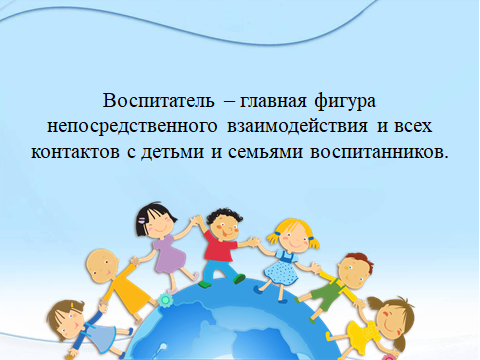 Воспитатель – главная фигура
непосредственного взаимодействия и всех
контактов с детьми и семьями воспитанников.